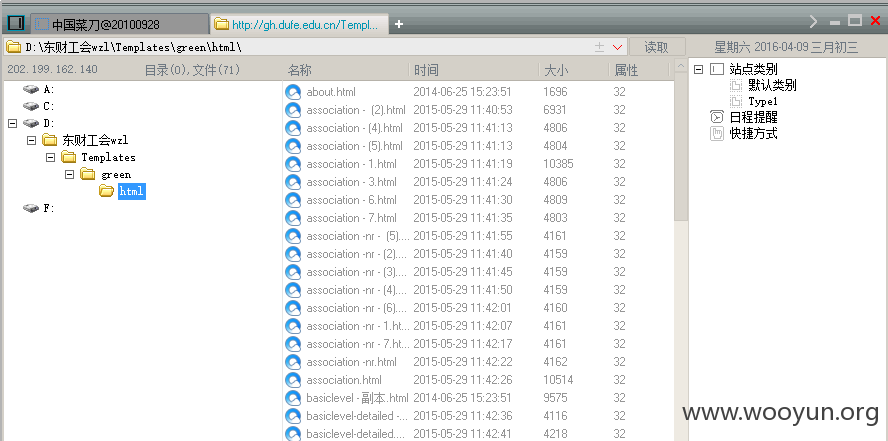 中国菜刀@20100928 http://gh.dufe.edu.cn/Templ... +
D:\东财工会wzl\Templates\green\html\ 读取 星期六 2016-04-09 三月初三
202.199.162.140 目录(0),文件(71) 名称 时间 大小 属性
A:
C:
D:
东财工会wzl
Templates
green
html
F:
about.html 2014-06-25 15:23:51 1696 32
association - (2).html 2015-05-29 11:40:53 6931 32
association - (4).html 2015-05-29 11:41:13 4806 32
association - (5).html 2015-05-29 11:41:13 4804 32
association - 1.html 2015-05-29 11:41:19 10385 32
association - 3.html 2015-05-29 11:41:24 4806 32
association - 6.html 2015-05-29 11:41:30 4809 32
association - 7.html 2015-05-29 11:41:35 4803 32
association -nr - (5).... 2015-05-29 11:41:55 4161 32
association -nr - (2).... 2015-05-29 11:41:40 4159 32
association -nr - (3).... 2015-05-29 11:41:45 4159 32
association -nr - (4).... 2015-05-29 11:41:50 4159 32
association -nr - (6).... 2015-05-29 11:42:01 4160 32
association -nr - 1.ht... 2015-05-29 11:42:07 4161 32
association -nr - 7.ht... 2015-05-29 11:42:17 4161 32
association -nr.html 2015-05-29 11:42:22 4162 32
association.html 2015-05-29 11:42:26 10514 32
basiclevel - 副本.html 2014-06-25 15:23:51 9575 32
basiclevel-detailed -... 2015-05-29 11:42:36 4116 32
basiclevel-detailed.... 2015-05-29 11:42:41 4218 32
站点类别
默认类别
Type1
日程提醒
快捷方式
www.wooyun.org